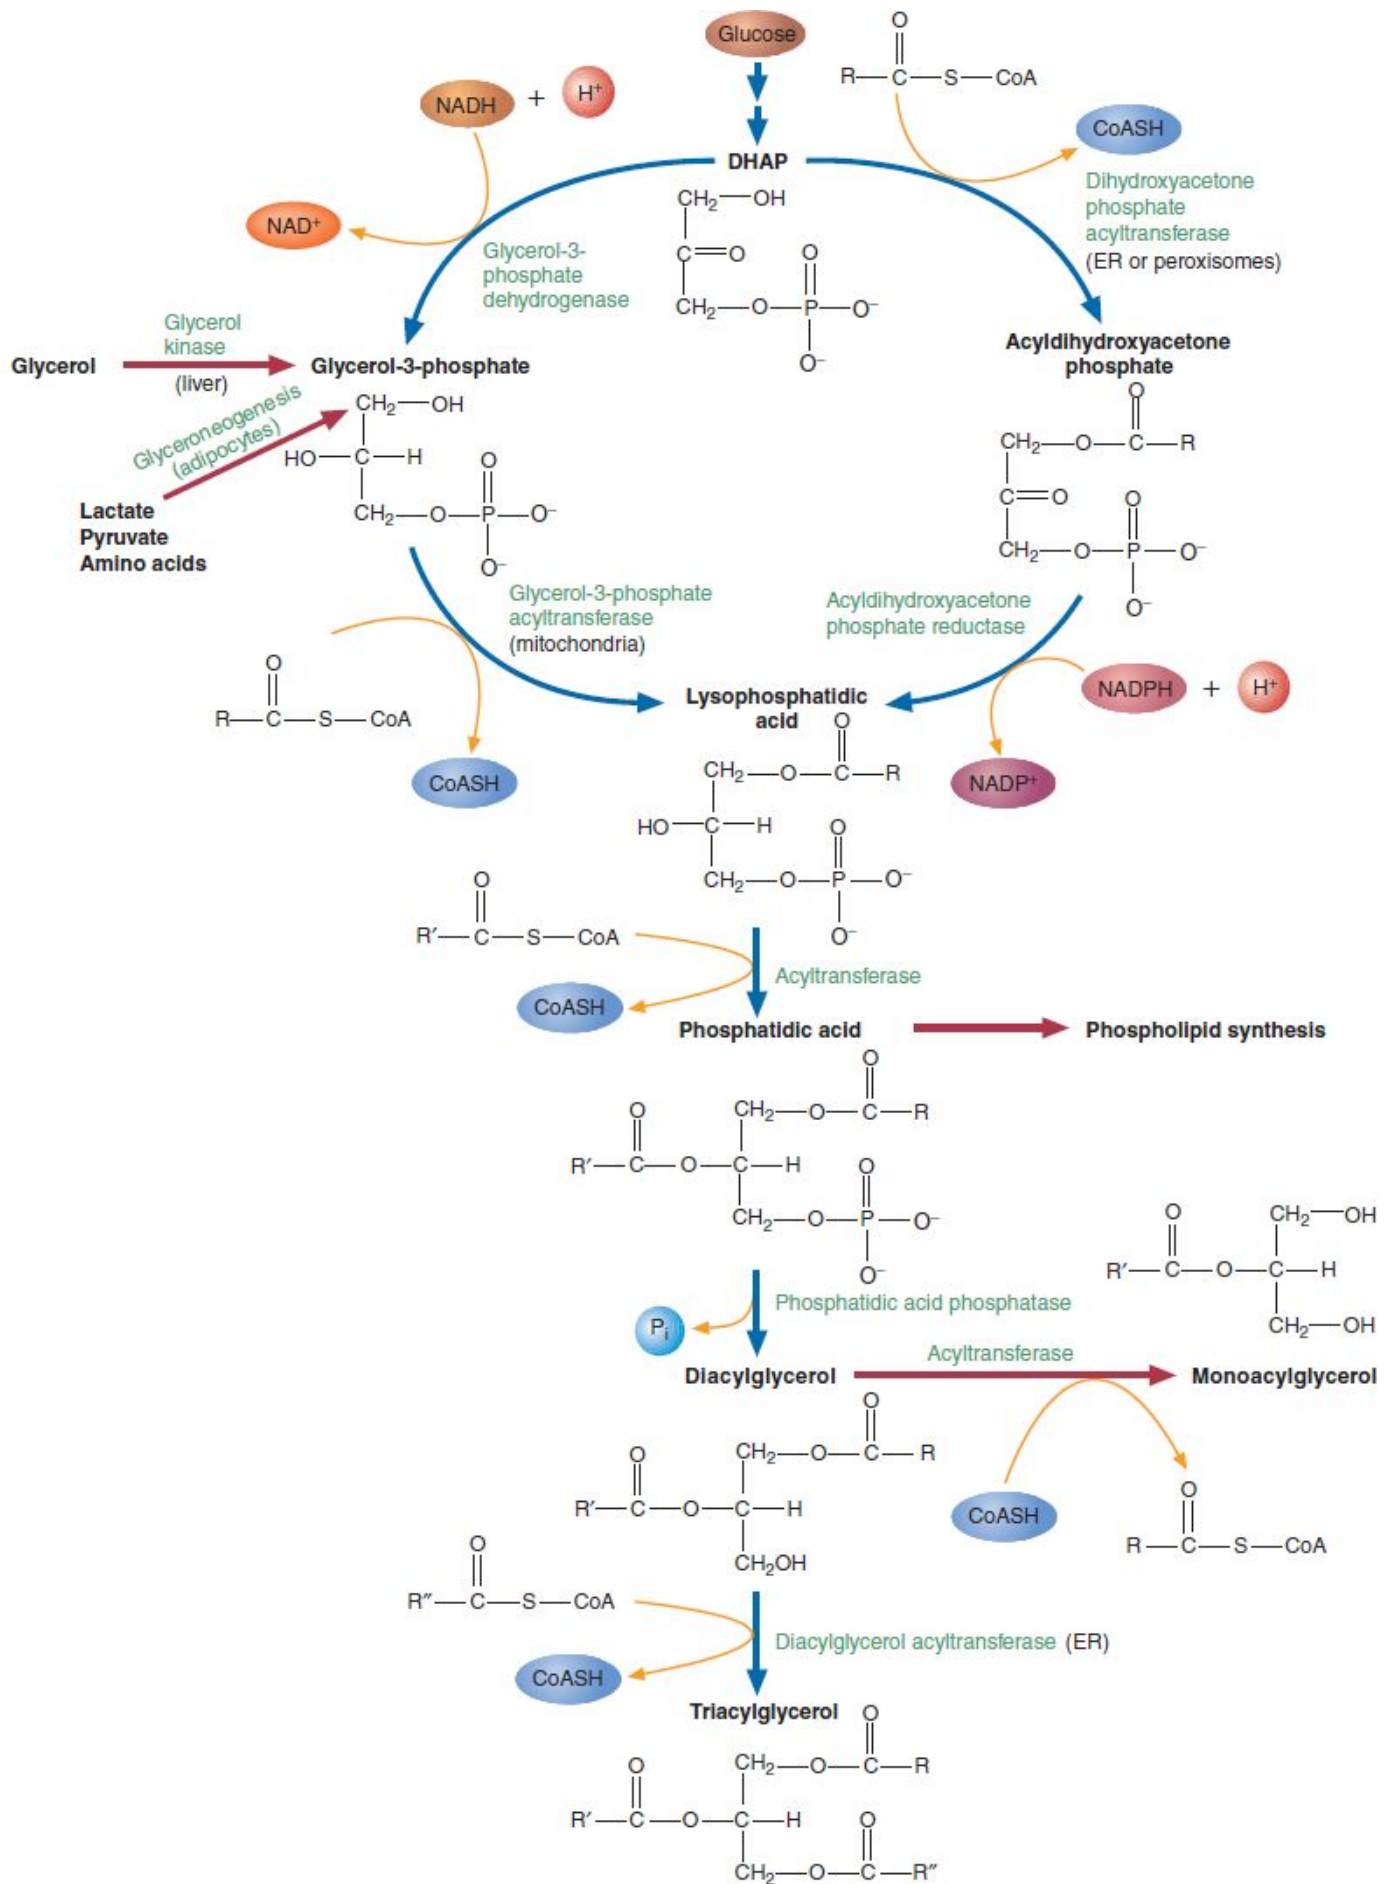 Glucose
O
R—C—S—CoA
NADH + H⁺
CoASH
DHAP
Dihydroxyacetone
phosphate
acyltransferase
(ER or peroxisomes)
CH₂—OH
C=O O
CH₂—O—P—O⁻
O⁻
NAD⁺
Glycerol-3-
phosphate
dehydrogenase
Glycerol
kinase
(liver)
Glycerol
Glycerol-3-phosphate
Acyldihydroxyacetone
phosphate
Glyceroneogenesis
(adipocytes)
Lactate
Pyruvate
Amino acids
CH₂—OH
HO—C—H O
CH₂—O—P—O⁻
O⁻
O
CH₂—O—C—R
C=O O
CH₂—O—P—O⁻
O⁻
Glycerol-3-phosphate
acyltransferase
(mitochondria)
Acyldihydroxyacetone
phosphate reductase
O
R—C—S—CoA
CoASH
NADPH + H⁺
NADP⁺
Lysophosphatidic
acid O
CH₂—O—C—R
HO—C—H O
CH₂—O—P—O⁻
O⁻
O
R′—C—S—CoA
CoASH
Acyltransferase
Phosphatidic acid
Phospholipid synthesis
O
O CH₂—O—C—R
R′—C—O—C—H O
CH₂—O—P—O⁻
O⁻
Phosphatidic acid phosphatase
Pᵢ
O CH₂—OH
R′—C—O—C—H
CH₂—OH
Diacylglycerol
Acyltransferase
Monoacylglycerol
O
O CH₂—O—C—R
R′—C—O—C—H
CH₂OH
CoASH
O
R—C—S—CoA
O
R″—C—S—CoA
CoASH
Diacylglycerol acyltransferase (ER)
Triacylglycerol
O
O CH₂—O—C—R
R′—C—O—C—H O
CH₂—O—C—R″